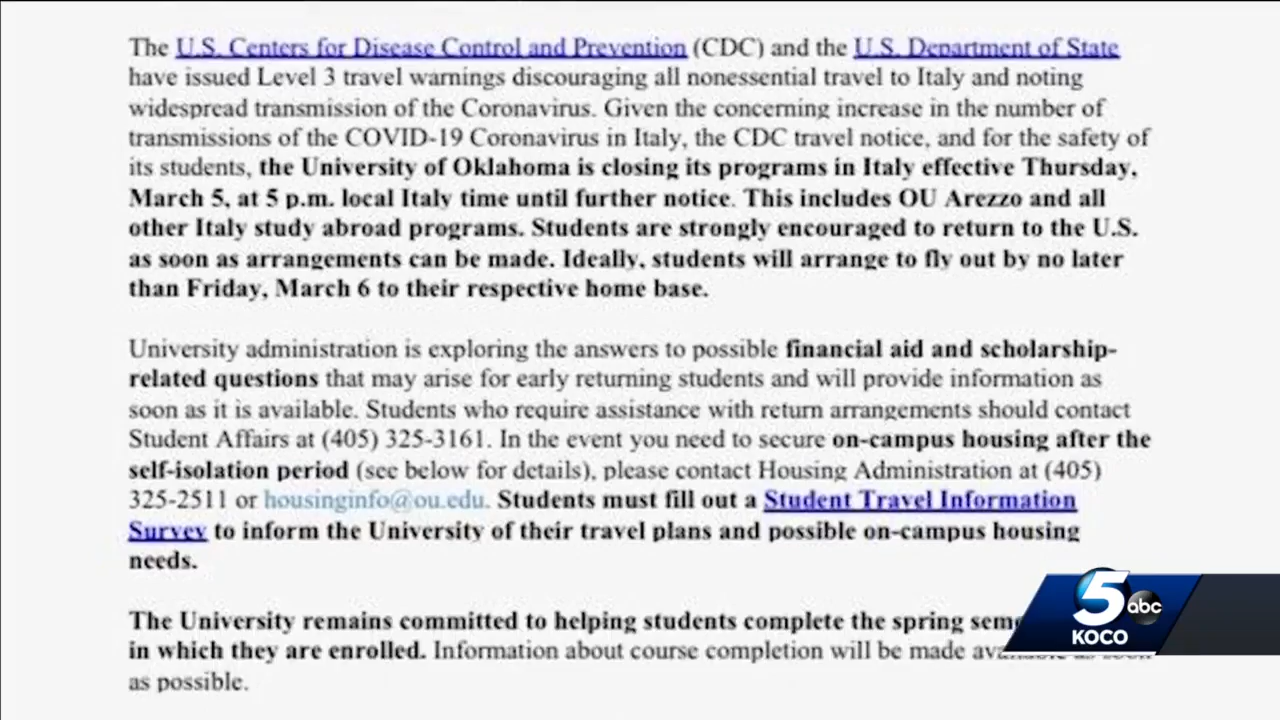 The U.S. Centers for Disease Control and Prevention (CDC) and the U.S. Department of State
have issued Level 3 travel warnings discouraging all nonessential travel to Italy and noting
widespread transmission of the Coronavirus. Given the concerning increase in the number of
transmissions of the COVID-19 Coronavirus in Italy, the CDC travel notice, and for the safety of
its students, the University of Oklahoma is closing its programs in Italy effective Thursday,
March 5, at 5 p.m. local Italy time until further notice. This includes OU Arezzo and all
other Italy study abroad programs. Students are strongly encouraged to return to the U.S.
as soon as arrangements can be made. Ideally, students will arrange to fly out by no later
than Friday, March 6 to their respective home base.
University administration is exploring the answers to possible financial aid and scholarship-
related questions that may arise for early returning students and will provide information as
soon as it is available. Students who require assistance with return arrangements should contact
Student Affairs at (405) 325-3161. In the event you need to secure on-campus housing after the
self-isolation period (see below for details), please contact Housing Administration at (405)
325-2511 or housinginfo@ou.edu. Students must fill out a Student Travel Information
Survey to inform the University of their travel plans and possible on-campus housing
needs.
The University remains committed to helping students complete the spring
in which they are enrolled. Information about course completion will be made
as possible.
5 abc
KOCO